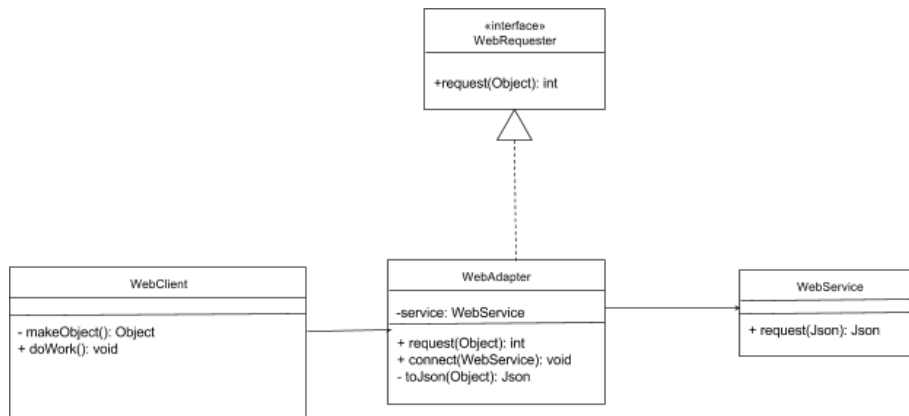 «interface»
WebRequester
+request(Object): int
WebClient
- makeObject(): Object
+ doWork(): void
WebAdapter
-service: WebService
+ request(Object): int
+ connect(WebService): void
- toJson(Object): Json
WebService
+ request(Json): Json